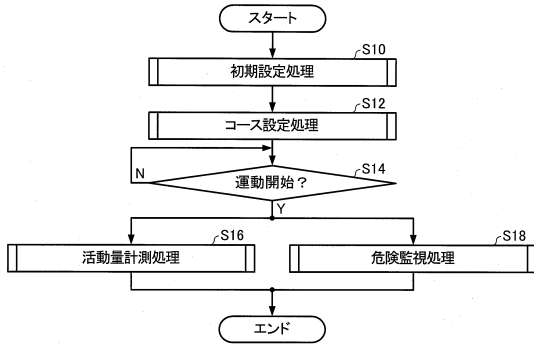 スタート
S10
初期設定処理
S12
コース設定処理
S14
N
運動開始？
Y
S16
活動量計測処理
S18
危険監視処理
エンド